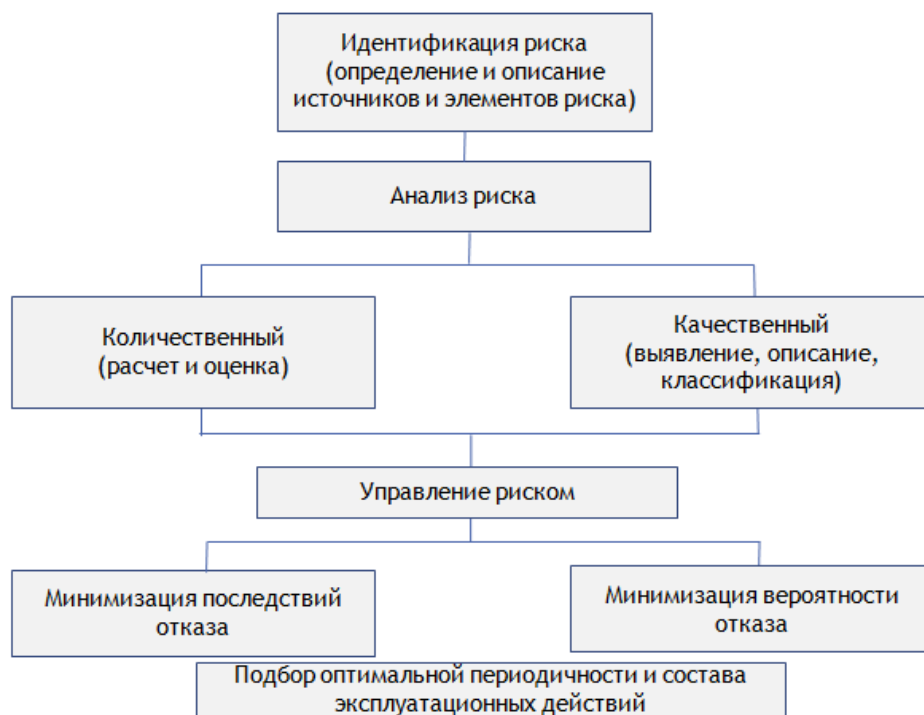 Идентификация риска
(определение и описание
источников и элементов риска)
Анализ риска
Количественный
(расчет и оценка)
Качественный
(выявление, описание,
классификация)
Управление риском
Минимизация последствий
отказа
Минимизация вероятности
отказа
Подбор оптимальной периодичности и состава
эксплуатационных действий